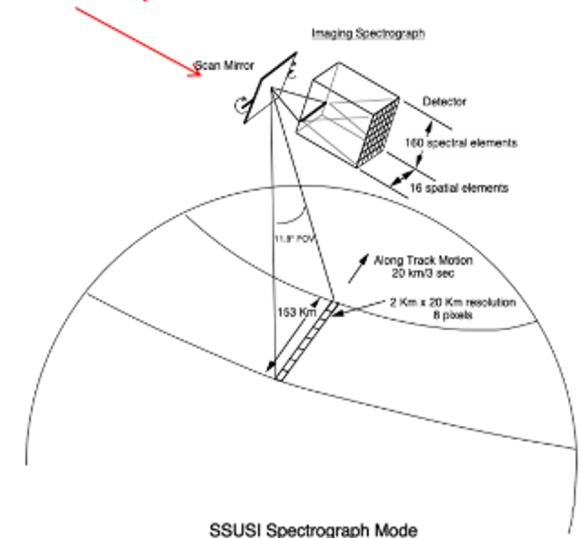 Imaging Spectrograph
Scan Mirror
Detector
160 spectral elements
16 spatial elements
11.8° FOV
Along Track Motion
20 km/3 sec
153 Km
2 Km x 20 Km resolution
8 pixels
SSUSI Spectrograph Mode